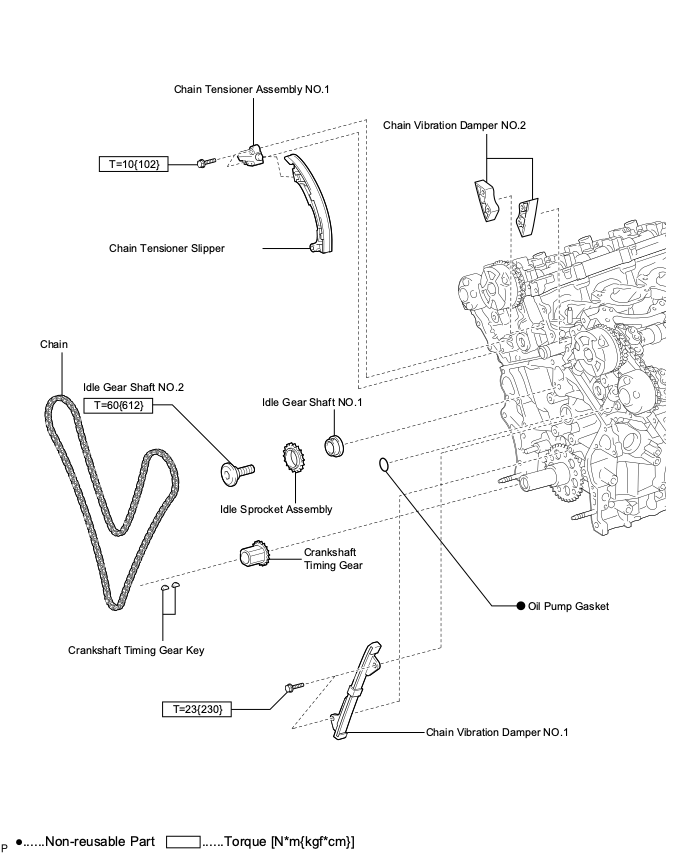 Chain Tensioner Assembly NO.1
Chain Vibration Damper NO.2
T=10{102}
Chain Tensioner Slipper
Chain
Idle Gear Shaft NO.2
T=60{612}
Idle Gear Shaft NO.1
Idle Sprocket Assembly
Crankshaft
Timing Gear
Oil Pump Gasket
Crankshaft Timing Gear Key
T=23{230}
Chain Vibration Damper NO.1
●......Non-reusable Part ......Torque [N*m{kgf*cm}]
P